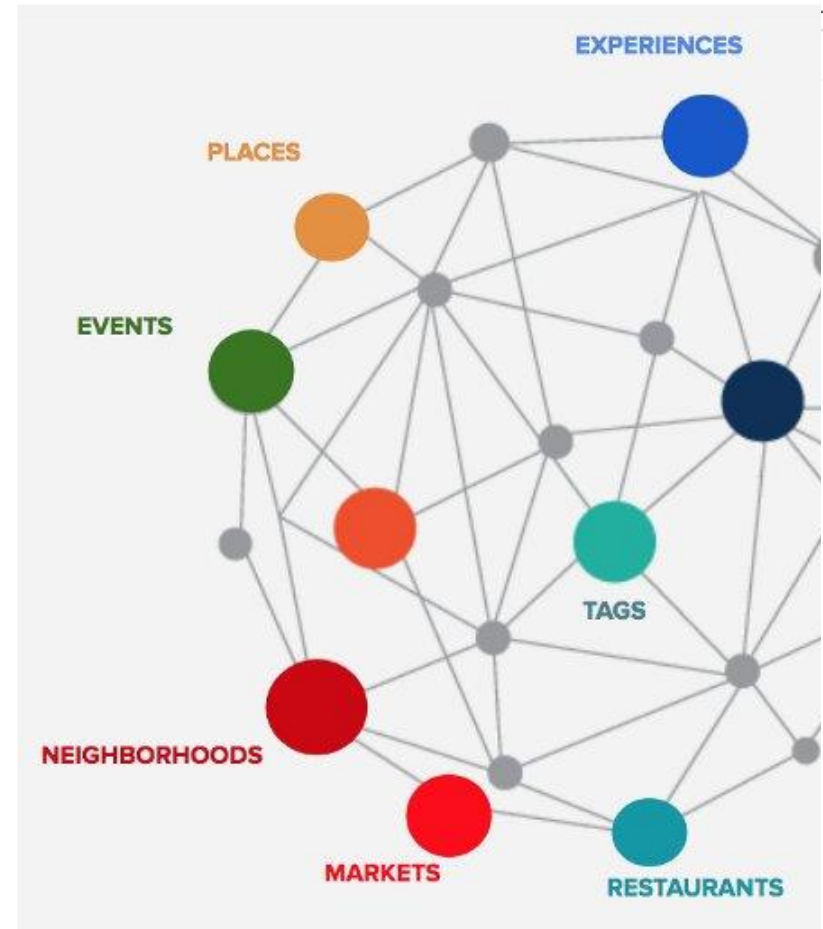 EXPERIENCES
PLACES
EVENTS
TAGS
NEIGHBORHOODS
MARKETS
RESTAURANTS